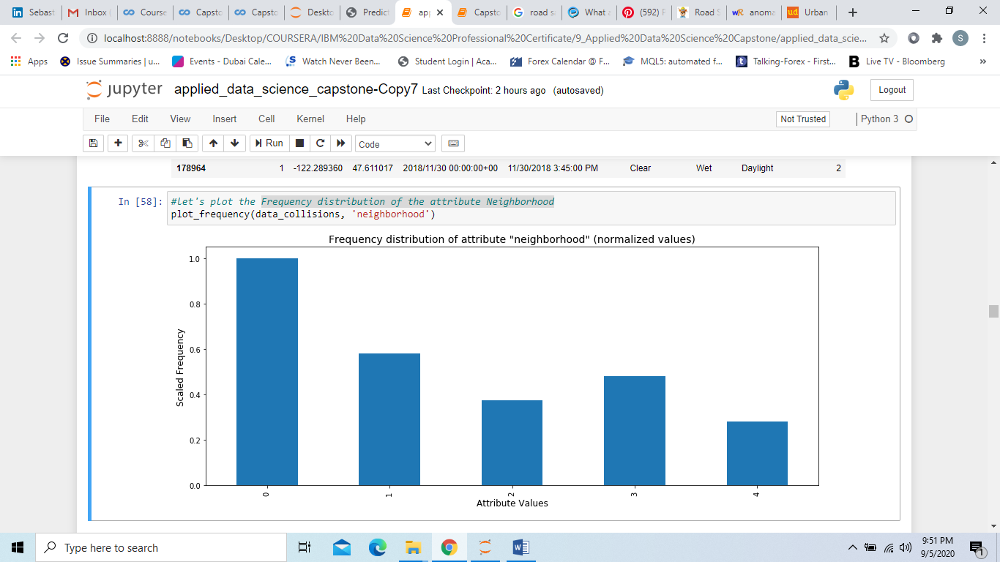 Sebast Inbox ( Course Capsto Capsto Deskto Predict Capsto road s What (592) Road S anoma Urban
localhost:8888/notebooks/Desktop/COURSERA/IBM%20Data%20Science%20Professional%20Certificate/9_Applied%20Data%20Science%20Capstone/applied_data_scie... S
Apps Issue Summaries | u... Events - Dubai Cale... Watch Never Been... Student Login | Aca... Forex Calendar @ F... MQL5: automated f... Talking-Forex - First... Live TV - Bloomberg »
jupyter applied_data_science_capstone-Copy7 Last Checkpoint: 2 hours ago (autosaved) Logout
File Edit View Insert Cell Kernel Help Not Trusted Python 3
Run Code
178964 1 -122.289360 47.611017 2018/11/30 00:00:00+00 11/30/2018 3:45:00 PM Clear Wet Daylight 2
In [58]: #let's plot the Frequency distribution of the attribute Neighborhood
plot_frequency(data_collisions, 'neighborhood')
Frequency distribution of attribute "neighborhood" (normalized values)
1.0
0.8
0.6
0.4
0.2
0.0
Scaled Frequency
0 1 2 3 4
Attribute Values
Type here to search
9:51 PM
9/5/2020
1